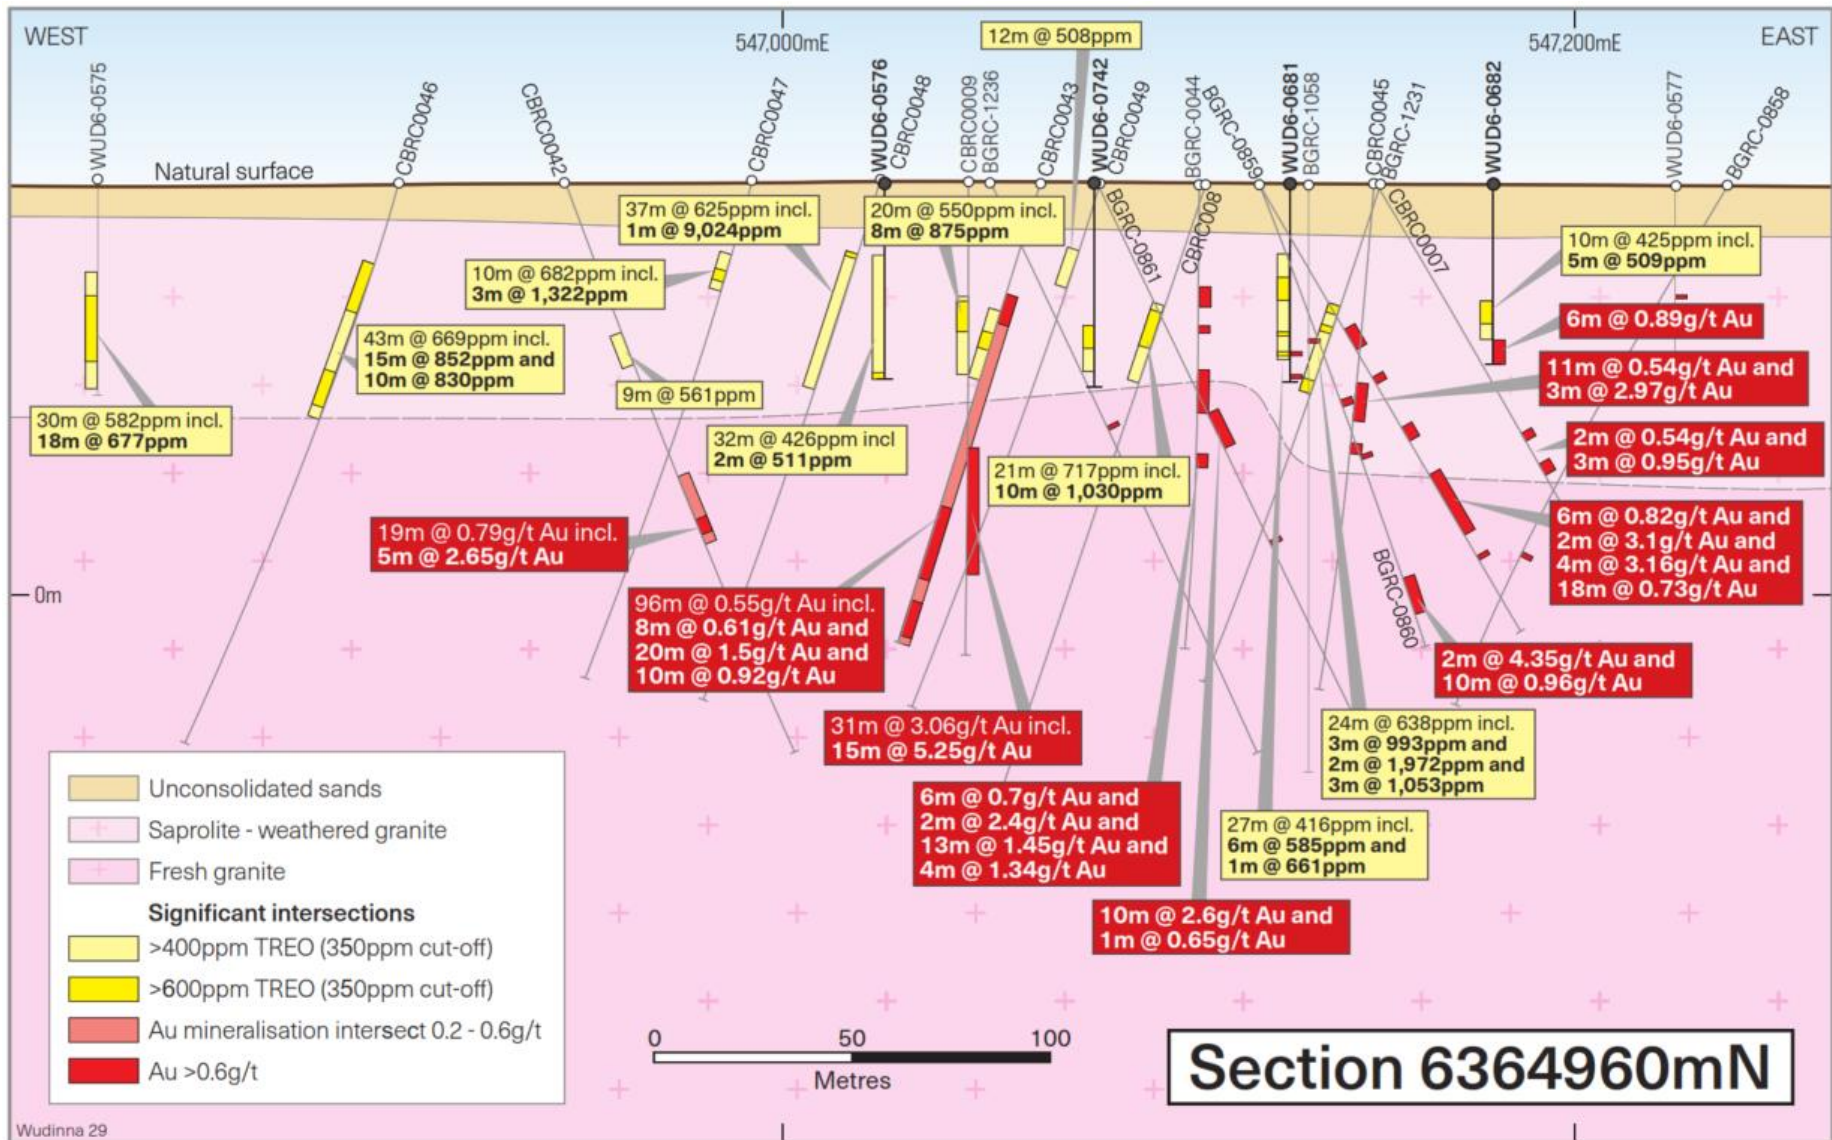 WEST
547,000mE
12m @ 508ppm
547,200mE
EAST
WUD6-0575
CBRC0046
CBRC0042
CBRC0047
WUD6-0576
CBRC0048
CBRC0009
BGRC-1236
CBRC0043
WUD6-0742
CBRC0049
BGRC-0044
BGRC-0859
WUD6-0681
BGRC-1058
CBRC0045
BGRC-1231
WUD6-0682
WUD6-0577
BGRC-0858
Natural surface
BGRC-0861
CBRC008
CBRC0007
37m @ 625ppm incl.
1m @ 9,024ppm
20m @ 550ppm incl.
8m @ 875ppm
10m @ 425ppm incl.
5m @ 509ppm
10m @ 682ppm incl.
3m @ 1,322ppm
6m @ 0.89g/t Au
43m @ 669ppm incl.
15m @ 852ppm and
10m @ 830ppm
11m @ 0.54g/t Au and
3m @ 2.97g/t Au
9m @ 561ppm
30m @ 582ppm incl.
18m @ 677ppm
32m @ 426ppm incl
2m @ 511ppm
2m @ 0.54g/t Au and
3m @ 0.95g/t Au
21m @ 717ppm incl.
10m @ 1,030ppm
19m @ 0.79g/t Au incl.
5m @ 2.65g/t Au
6m @ 0.82g/t Au and
2m @ 3.1g/t Au and
4m @ 3.16g/t Au and
18m @ 0.73g/t Au
0m
BGRC-0860
96m @ 0.55g/t Au incl.
8m @ 0.61g/t Au and
20m @ 1.5g/t Au and
10m @ 0.92g/t Au
2m @ 4.35g/t Au and
10m @ 0.96g/t Au
31m @ 3.06g/t Au incl.
15m @ 5.25g/t Au
24m @ 638ppm incl.
3m @ 993ppm and
2m @ 1,972ppm and
3m @ 1,053ppm
6m @ 0.7g/t Au and
2m @ 2.4g/t Au and
13m @ 1.45g/t Au and
4m @ 1.34g/t Au
27m @ 416ppm incl.
6m @ 585ppm and
1m @ 661ppm
10m @ 2.6g/t Au and
1m @ 0.65g/t Au
Unconsolidated sands
Saprolite - weathered granite
Fresh granite
Significant intersections
>400ppm TREO (350ppm cut-off)
>600ppm TREO (350ppm cut-off)
Au mineralisation intersect 0.2 - 0.6g/t
Au >0.6g/t
0 50 100
Metres
Section 6364960mN
Wudinna 29